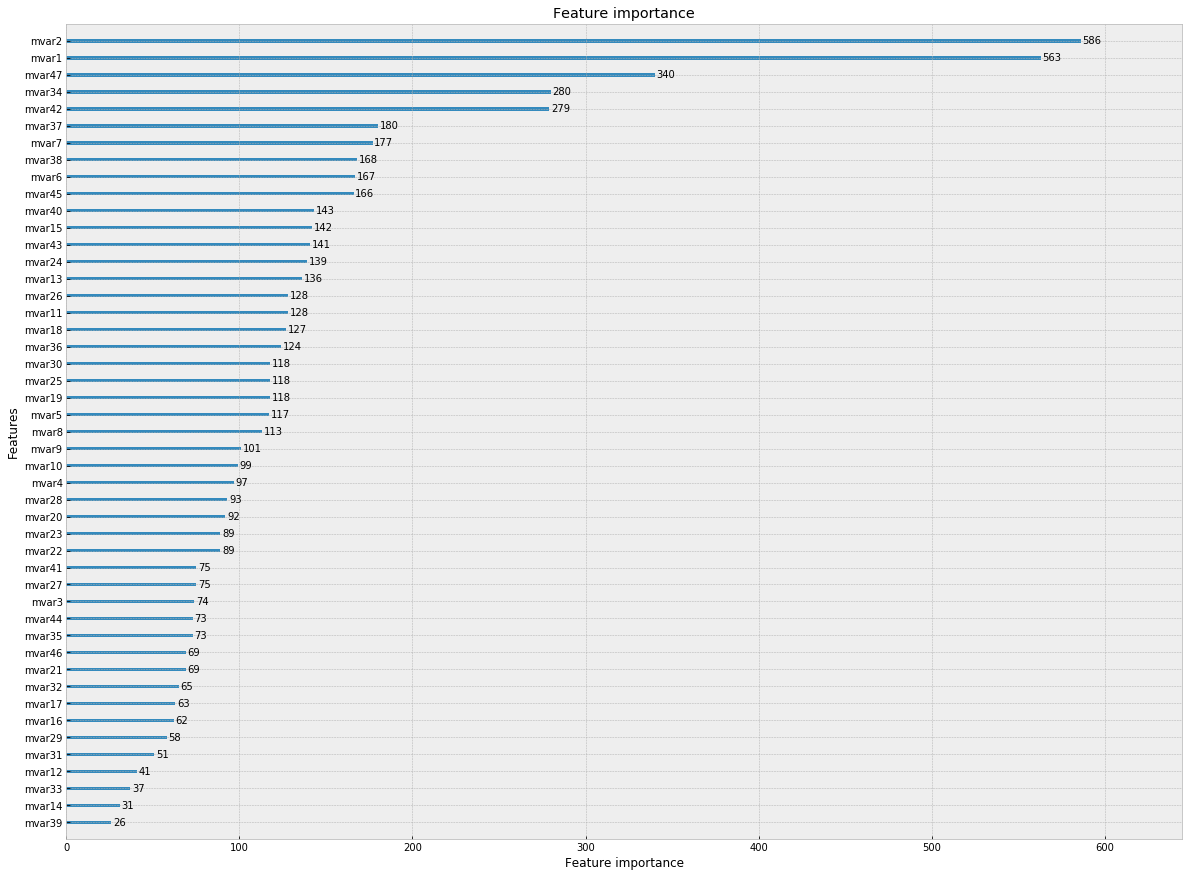 Feature importance
mvar2 586
mvar1 563
mvar47 340
mvar34 280
mvar42 279
mvar37 180
mvar7 177
mvar38 168
mvar6 167
mvar45 166
mvar40 143
mvar15 142
mvar43 141
mvar24 139
mvar13 136
mvar26 128
mvar11 128
mvar18 127
mvar36 124
mvar30 118
mvar25 118
mvar19 118
mvar5 117
mvar8 113
mvar9 101
mvar10 99
mvar4 97
mvar28 93
mvar20 92
mvar23 89
mvar22 89
mvar41 75
mvar27 75
mvar3 74
mvar44 73
mvar35 73
mvar46 69
mvar21 69
mvar32 65
mvar17 63
mvar16 62
mvar29 58
mvar31 51
mvar12 41
mvar33 37
mvar14 31
mvar39 26
Features
0 100 200 300 400 500 600
Feature importance